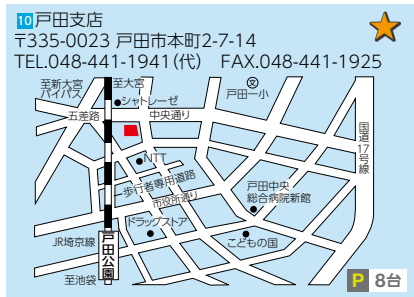 10 戸田支店
〒335-0023 戸田市本町2-7-14
TEL.048-441-1941(代) FAX.048-441-1925
至新大宮
バイパス
至大宮
シャトレーゼ
文
戸田一小
五差路
中央通り
国道17号線
NTT
歩行者専用道路
市役所通り
戸田中央
総合病院新館
ドラッグストア
JR埼京線
戸田公園
こどもの国
至池袋
P 8台